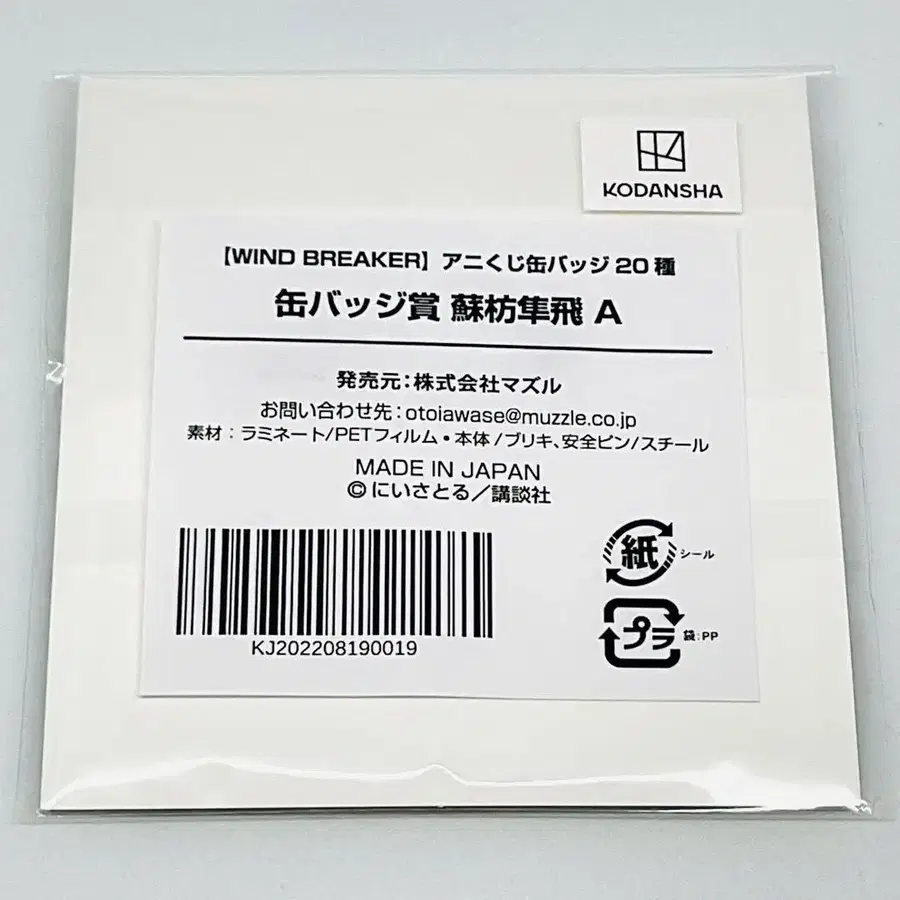 KODANSHA
【WIND BREAKER】アニくじ缶バッジ20種
缶バッジ賞 蘇枋隼飛 A
発売元:株式会社マズル
お問い合わせ先:otoiawase@muzzle.co.jp
素材:ラミネート/PETフィルム・本体/ブリキ、安全ピン/スチール
MADE IN JAPAN
©にいさとる／講談社
紙 シール
プラ 袋:PP
KJ202208190019